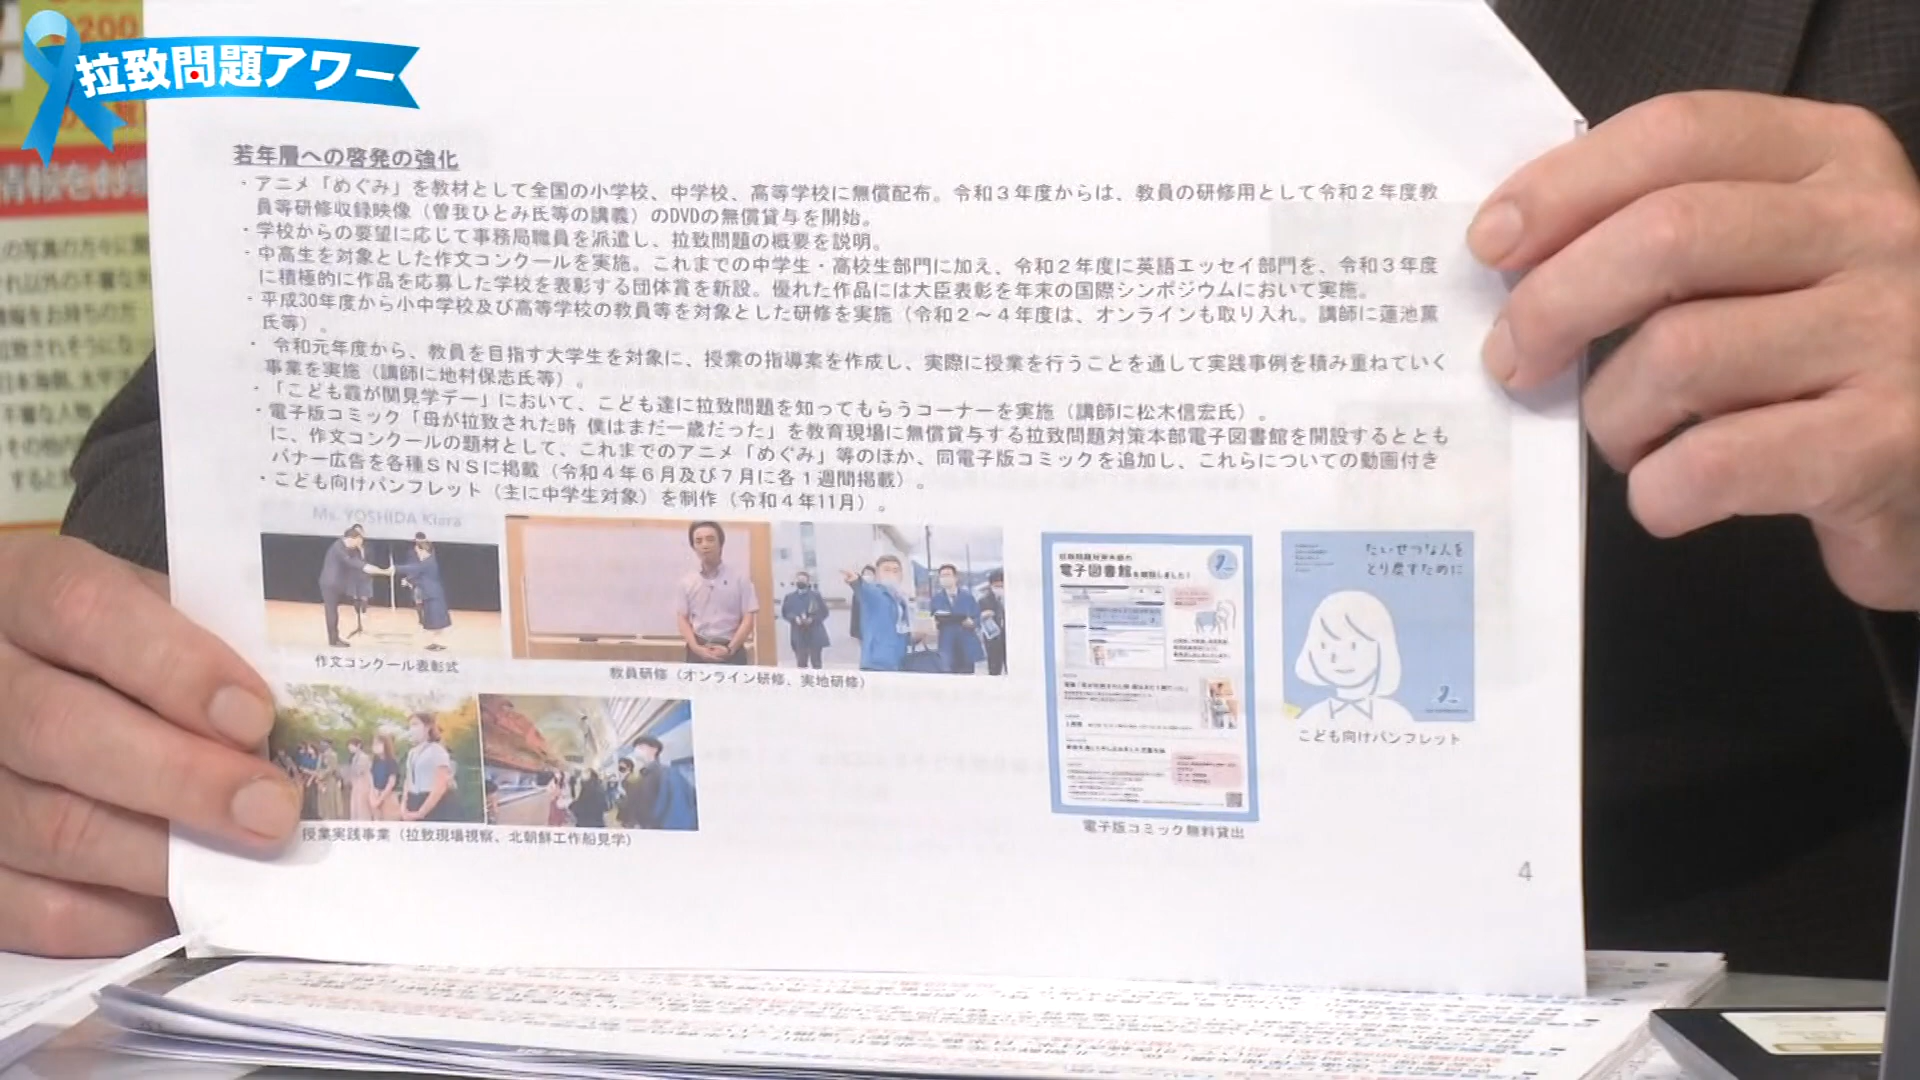 拉致問題アワー
若年層への啓発の強化
・アニメ「めぐみ」を教材として全国の小学校、中学校、高等学校に無償配布。令和３年度からは、教員の研修用として令和２年度教
員等研修収録映像（曽我ひとみ氏等の講義）のDVDの無償貸与を開始。
・学校からの要望に応じて事務局職員を派遣し、拉致問題の概要を説明。
・中高生を対象とした作文コンクールを実施。これまでの中学生・高校生部門に加え、令和２年度に英語エッセイ部門を、令和３年度
に積極的に作品を応募した学校を表彰する団体賞を新設。優れた作品には大臣表彰を年末の国際シンポジウムにおいて実施。
・平成30年度から小中学校及び高等学校の教員等を対象とした研修を実施（令和２～４年度は、オンラインも取り入れ。講師に蓮池薫
氏等）。
・ 令和元年度から、教員を目指す大学生を対象に、授業の指導案を作成し、実際に授業を行うことを通して実践事例を積み重ねていく
事業を実施（講師に地村保志氏等）。
・「こども霞が関見学デー」において、こども達に拉致問題を知ってもらうコーナーを実施（講師に松木信宏氏）。
・電子版コミック「母が拉致された時 僕はまだ一歳だった」を教育現場に無償貸与する拉致問題対策本部電子図書館を開設するととも
に、作文コンクールの題材として、これまでのアニメ「めぐみ」等のほか、同電子版コミックを追加し、これらについての動画付き
バナー広告を各種ＳＮＳに掲載（令和４年６月及び７月に各１週間掲載）。
・こども向けパンフレット（主に中学生対象）を制作（令和４年11月）。
Ms. YOSHIDA Kiara
作文コンクール表彰式
教員研修（オンライン研修、実地研修）
授業実践事業（拉致現場視察、北朝鮮工作船見学）
拉致問題対策本部の
電子図書館を開設しました！
電子版コミック無料貸出
たいせつな人を
とり戻すために
こども向けパンフレット
4